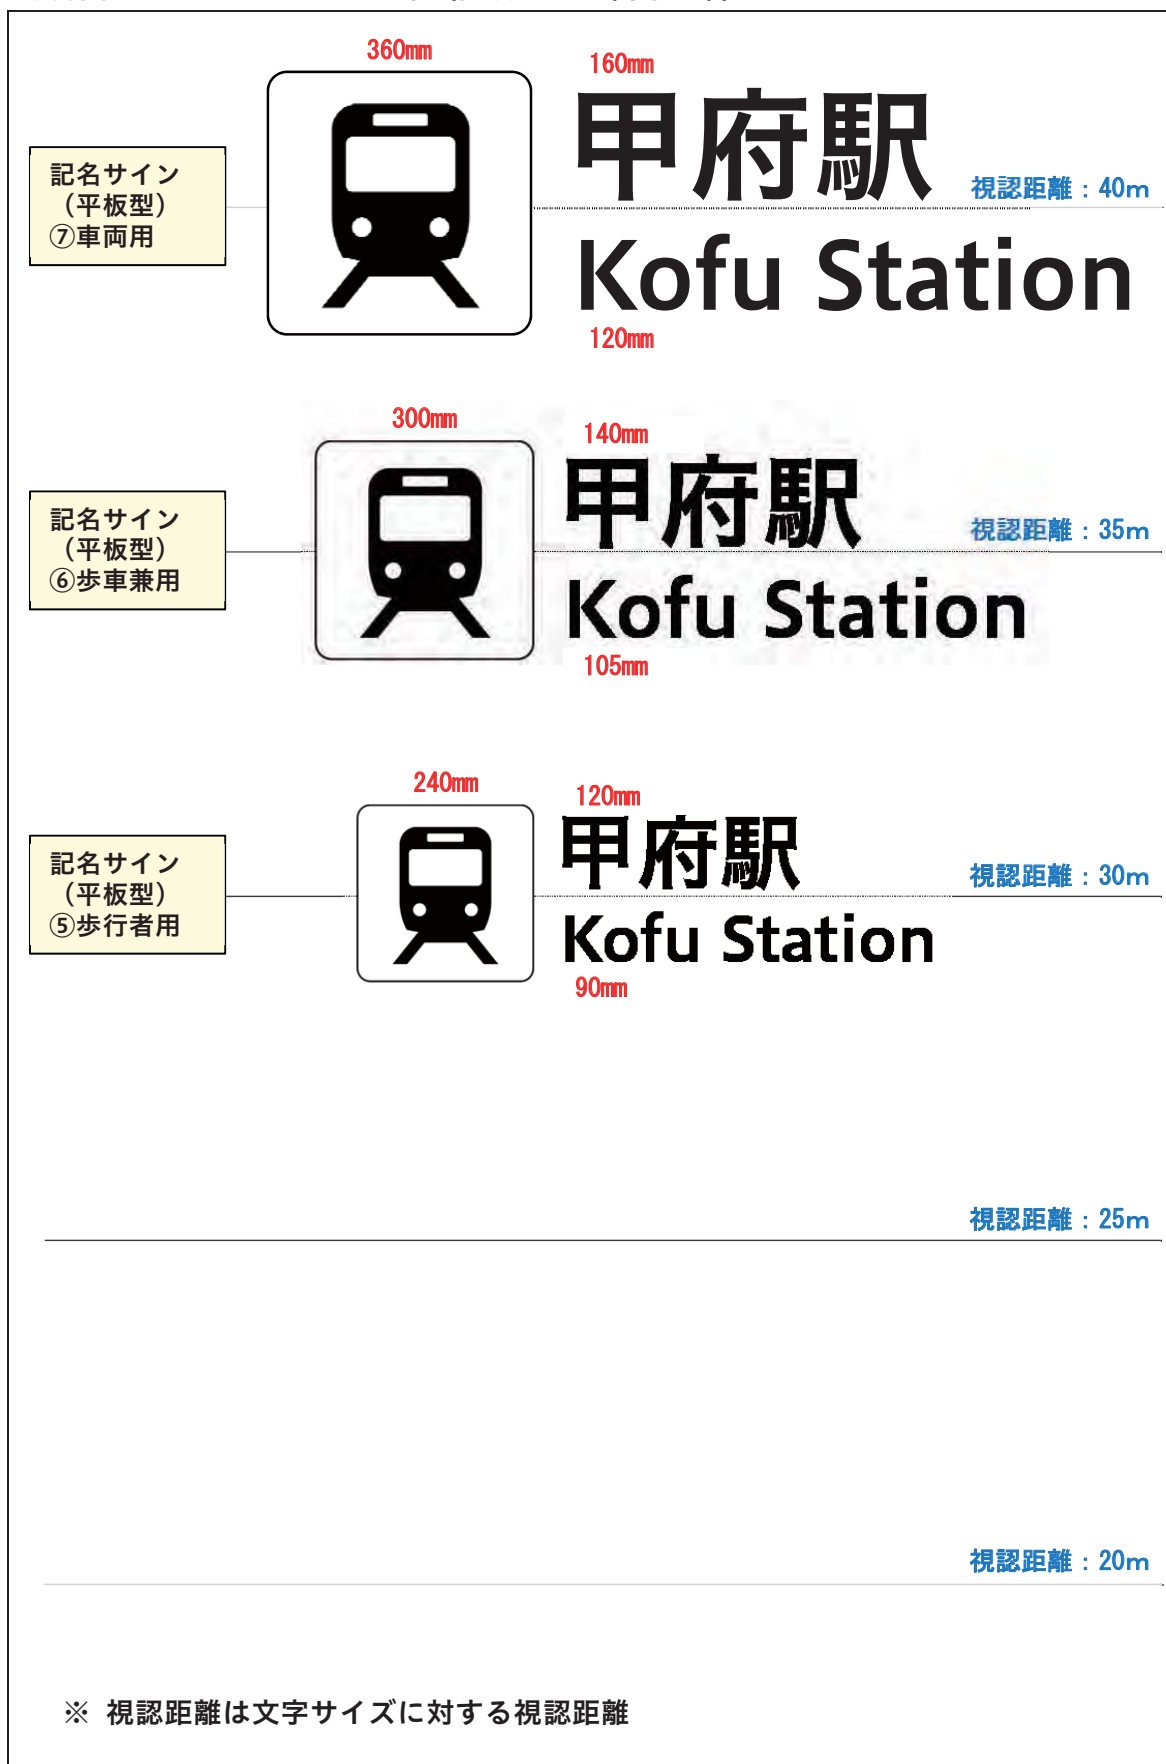 360mm
160mm
甲府駅
記名サイン
（平板型）
⑦車両用
視認距離：40m
Kofu Station
120mm
300mm
140mm
甲府駅
記名サイン
（平板型）
⑥歩車兼用
視認距離：35m
Kofu Station
105mm
240mm
120mm
甲府駅
記名サイン
（平板型）
⑤歩行者用
視認距離：30m
Kofu Station
90mm
視認距離：25m
視認距離：20m
※ 視認距離は文字サイズに対する視認距離